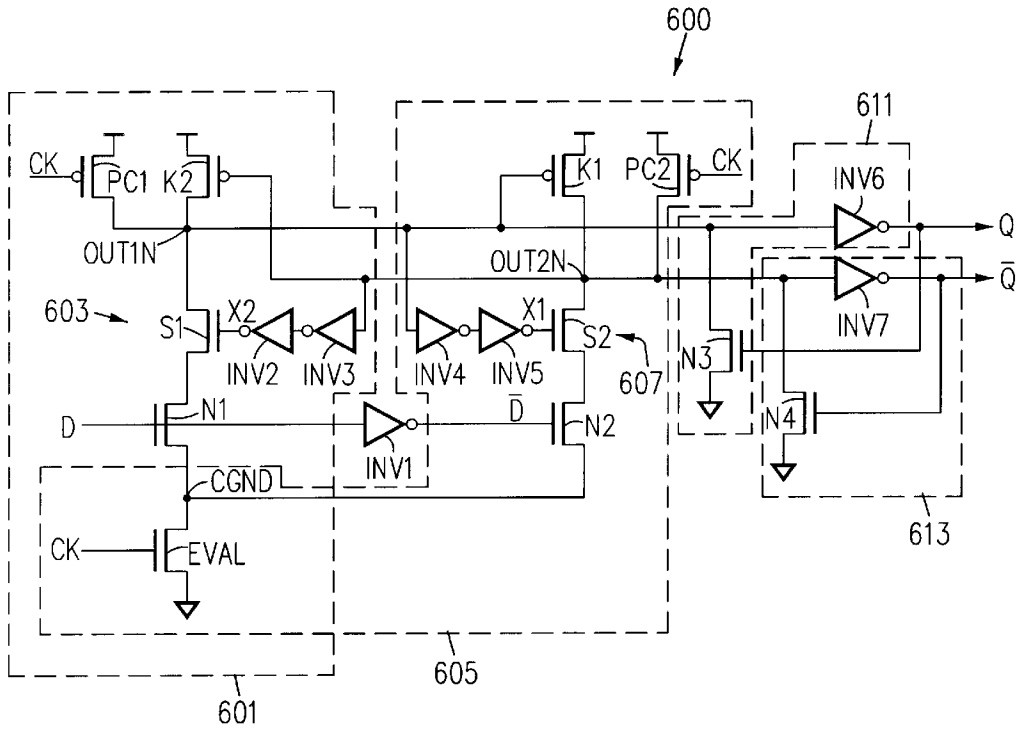 600
611
CK
PC1
K2
K1
PC2
CK
INV6
Q
OUT1N
OUT2N
Q̅
INV7
603
S1
X2
INV2
INV3
INV4
INV5
X1
S2
607
N3
D
N1
INV1
D̅
N2
N4
CGND
CK
EVAL
613
605
601